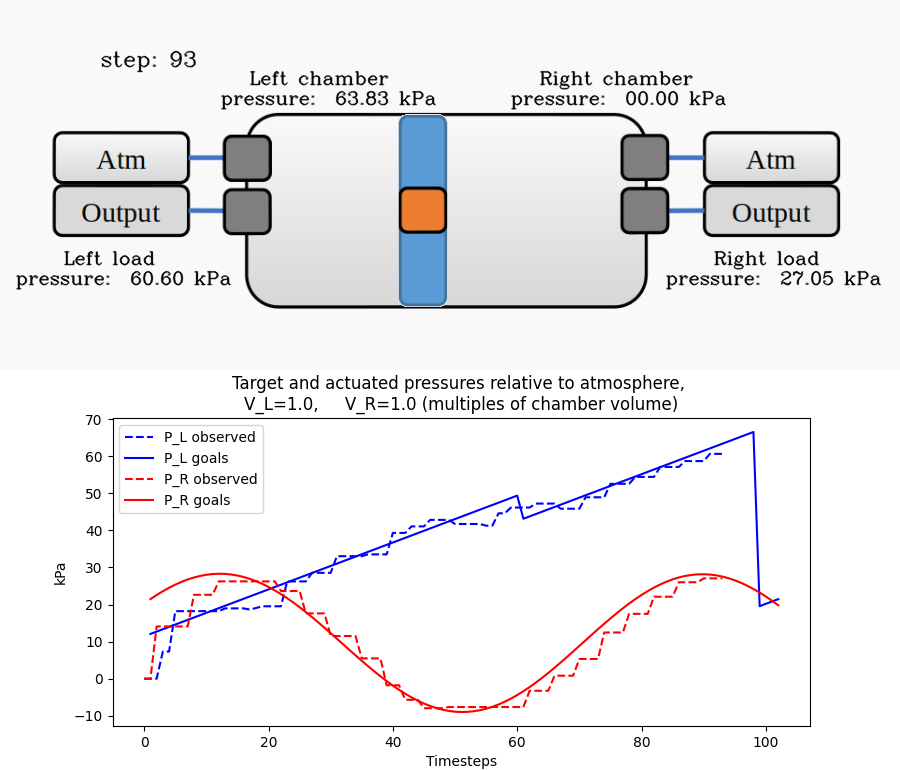 step: 93
Left chamber
pressure: 63.83 kPa
Right chamber
pressure: 00.00 kPa
Atm
Output
Atm
Output
Left load
pressure: 60.60 kPa
Right load
pressure: 27.05 kPa
Target and actuated pressures relative to atmosphere,
V_L=1.0, V_R=1.0 (multiples of chamber volume)
P_L observed
P_L goals
P_R observed
P_R goals
kPa
70
60
50
40
30
20
10
0
−10
0 20 40 60 80 100
Timesteps